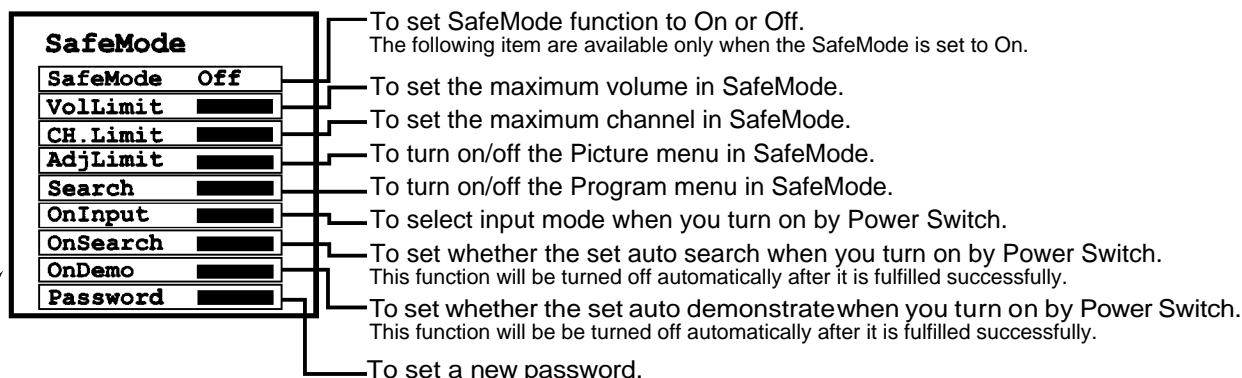 SafeMode
SafeMode Off
VolLimit
CH.Limit
AdjLimit
Search
OnInput
OnSearch
OnDemo
Password
To set SafeMode function to On or Off.
The following item are available only when the SafeMode is set to On.
To set the maximum volume in SafeMode.
To set the maximum channel in SafeMode.
To turn on/off the Picture menu in SafeMode.
To turn on/off the Program menu in SafeMode.
To select input mode when you turn on by Power Switch.
To set whether the set auto search when you turn on by Power Switch.
This function will be turned off automatically after it is fulfilled successfully.
To set whether the set auto demonstratewhen you turn on by Power Switch.
This function will be be turned off automatically after it is fulfilled successfully.
To set a new password.